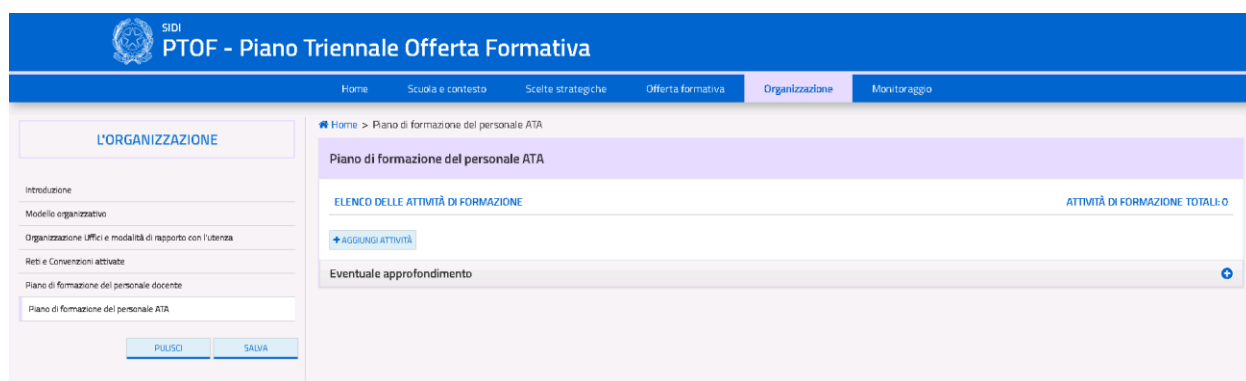 SIDI
PTOF - Piano Triennale Offerta Formativa
Home Scuola e contesto Scelte strategiche Offerta formativa Organizzazione Monitoraggio
L'ORGANIZZAZIONE
Introduzione
Modello organizzativo
Organizzazione Uffici e modalità di rapporto con l'utenza
Reti e Convenzioni attivate
Piano di formazione del personale docente
Piano di formazione del personale ATA
PULISCI SALVA
Home > Piano di formazione del personale ATA
Piano di formazione del personale ATA
ELENCO DELLE ATTIVITÀ DI FORMAZIONE ATTIVITÀ DI FORMAZIONE TOTALI: 0
+ AGGIUNGI ATTIVITÀ
Eventuale approfondimento